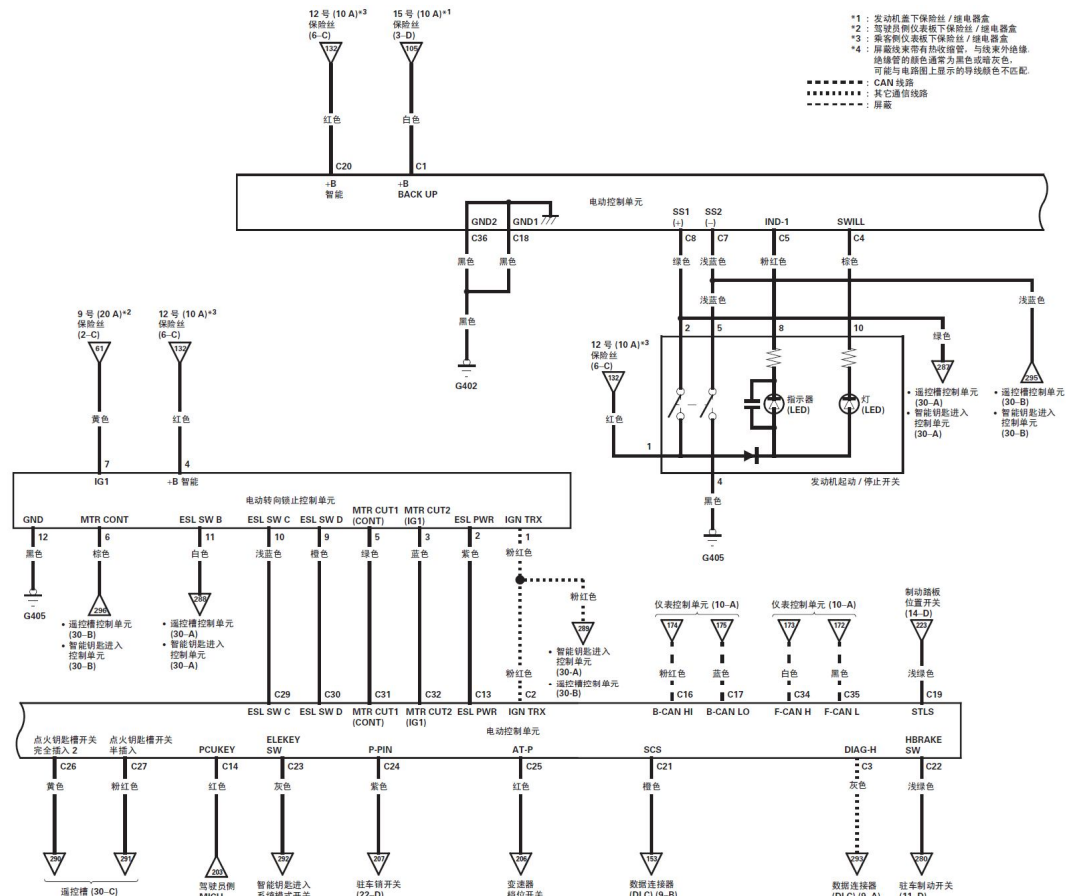 12 号 (10 A)*3
保险丝
(6–C)
132
红色
C20
+B
智能
15 号 (10 A)*1
保险丝
(3–D)
105
白色
C1
+B
BACK UP
*1 : 发动机盖下保险丝 / 继电器盒
*2 : 驾驶员侧仪表板下保险丝 / 继电器盒
*3 : 乘客侧仪表板下保险丝 / 继电器盒
*4 : 屏蔽线束带有热收缩管, 与线束外绝缘.
绝缘管的颜色通常为黑色或暗灰色,
可能与电路图上显示的导线颜色不匹配.
: CAN 线路
: 其它通信线路
: 屏蔽
电动控制单元
GND2
GND1
C36
C18
黑色
黑色
黑色
G402
SS1
(+)
SS2
(–)
IND-1
SWILL
C8
C7
C5
C4
绿色
浅蓝色
粉红色
棕色
浅蓝色
浅蓝色
绿色
2
5
8
10
287
295
• 遥控槽控制单元
(30–A)
• 智能钥匙进入
控制单元
(30–A)
• 遥控槽控制单元
(30–B)
• 智能钥匙进入
控制单元
(30–B)
12 号 (10 A)*3
保险丝
(6–C)
132
红色
1
指示器
(LED)
灯
(LED)
发动机起动 / 停止开关
4
黑色
G405
9 号 (20 A)*2
保险丝
(2–C)
61
黄色
7
IG1
12 号 (10 A)*3
保险丝
(6–C)
132
红色
4
+B 智能
电动转向锁止控制单元
GND
MTR CONT
ESL SW B
ESL SW C
ESL SW D
MTR CUT1
(CONT)
MTR CUT2
(IG1)
ESL PWR
IGN TRX
12
6
11
10
9
5
3
2
1
黑色
棕色
白色
浅蓝色
橙色
绿色
蓝色
紫色
粉红色
G405
296
• 遥控槽控制单元
(30–B)
• 智能钥匙进入
控制单元
(30–B)
288
• 遥控槽控制单元
(30–A)
• 智能钥匙进入
控制单元
(30–A)
粉红色
289
• 智能钥匙进入
控制单元
(30-A)
- 遥控槽控制单元
(30-B)
粉红色
仪表控制单元 (10–A)
174
175
粉红色
蓝色
仪表控制单元 (10–A)
173
172
白色
黑色
制动踏板
位置开关
(14–D)
223
浅绿色
C29
C30
C31
C32
C13
C2
C16
C17
C34
C35
C19
ESL SW C
ESL SW D
MTR CUT1
(CONT)
MTR CUT2
(IG1)
ESL PWR
IGN TRX
B-CAN HI
B-CAN LO
F-CAN H
F-CAN L
STLS
电动控制单元
点火钥匙槽开关
完全插入 2
点火钥匙槽开关
半插入
PCUKEY
ELEKEY
SW
P-PIN
AT-P
SCS
DIAG-H
HBRAKE
SW
C26
C27
C14
C23
C24
C25
C21
C3
C22
黄色
粉红色
红色
灰色
紫色
红色
橙色
灰色
浅绿色
290
291
203
292
207
206
153
293
280
遥控槽 (30–C)
驾驶员侧
智能钥匙进入
驻车销开关
(22–D)
变速器
数据连接器
(DLC) (9–B)
数据连接器
(DLC) (9–A)
驻车制动开关
(11–D)